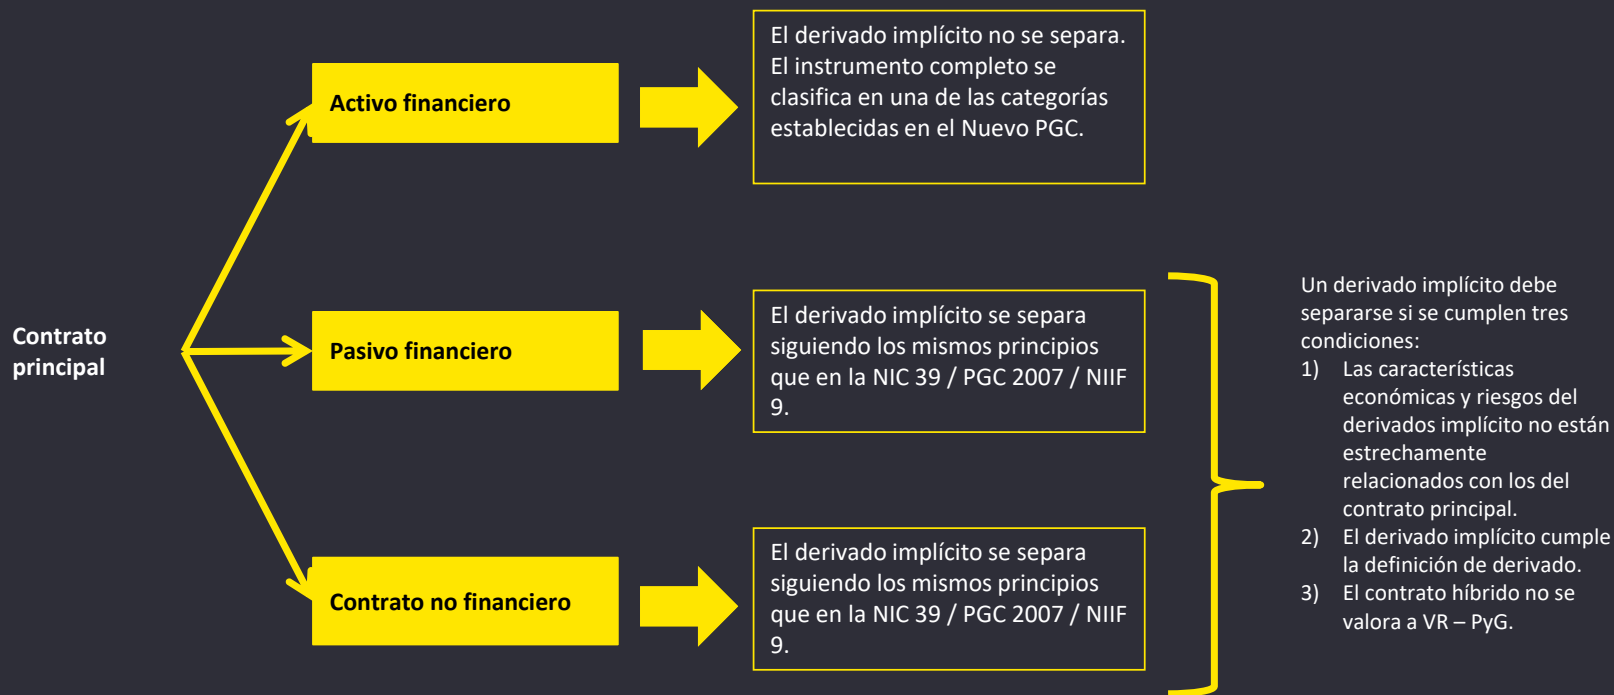 Contrato
principal
Activo financiero
El derivado implícito no se separa.
El instrumento completo se
clasifica en una de las categorías
establecidas en el Nuevo PGC.
Pasivo financiero
El derivado implícito se separa
siguiendo los mismos principios
que en la NIC 39 / PGC 2007 / NIIF
9.
Contrato no financiero
El derivado implícito se separa
siguiendo los mismos principios
que en la NIC 39 / PGC 2007 / NIIF
9.
Un derivado implícito debe
separarse si se cumplen tres
condiciones:
1) Las características
económicas y riesgos del
derivados implícito no están
estrechamente
relacionados con los del
contrato principal.
2) El derivado implícito cumple
la definición de derivado.
3) El contrato híbrido no se
valora a VR – PyG.